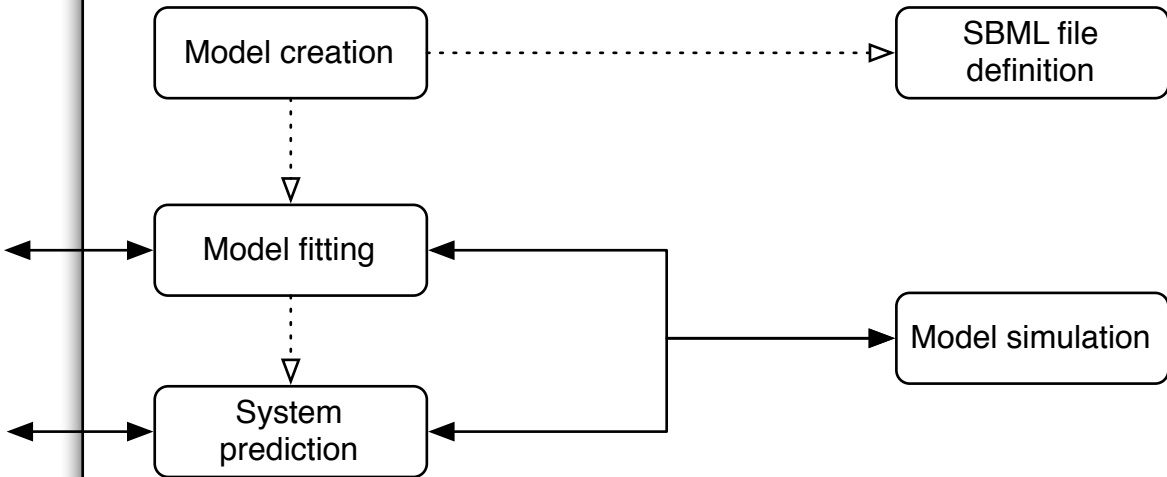 Model creation
SBML file
definition
Model fitting
Model simulation
System
prediction